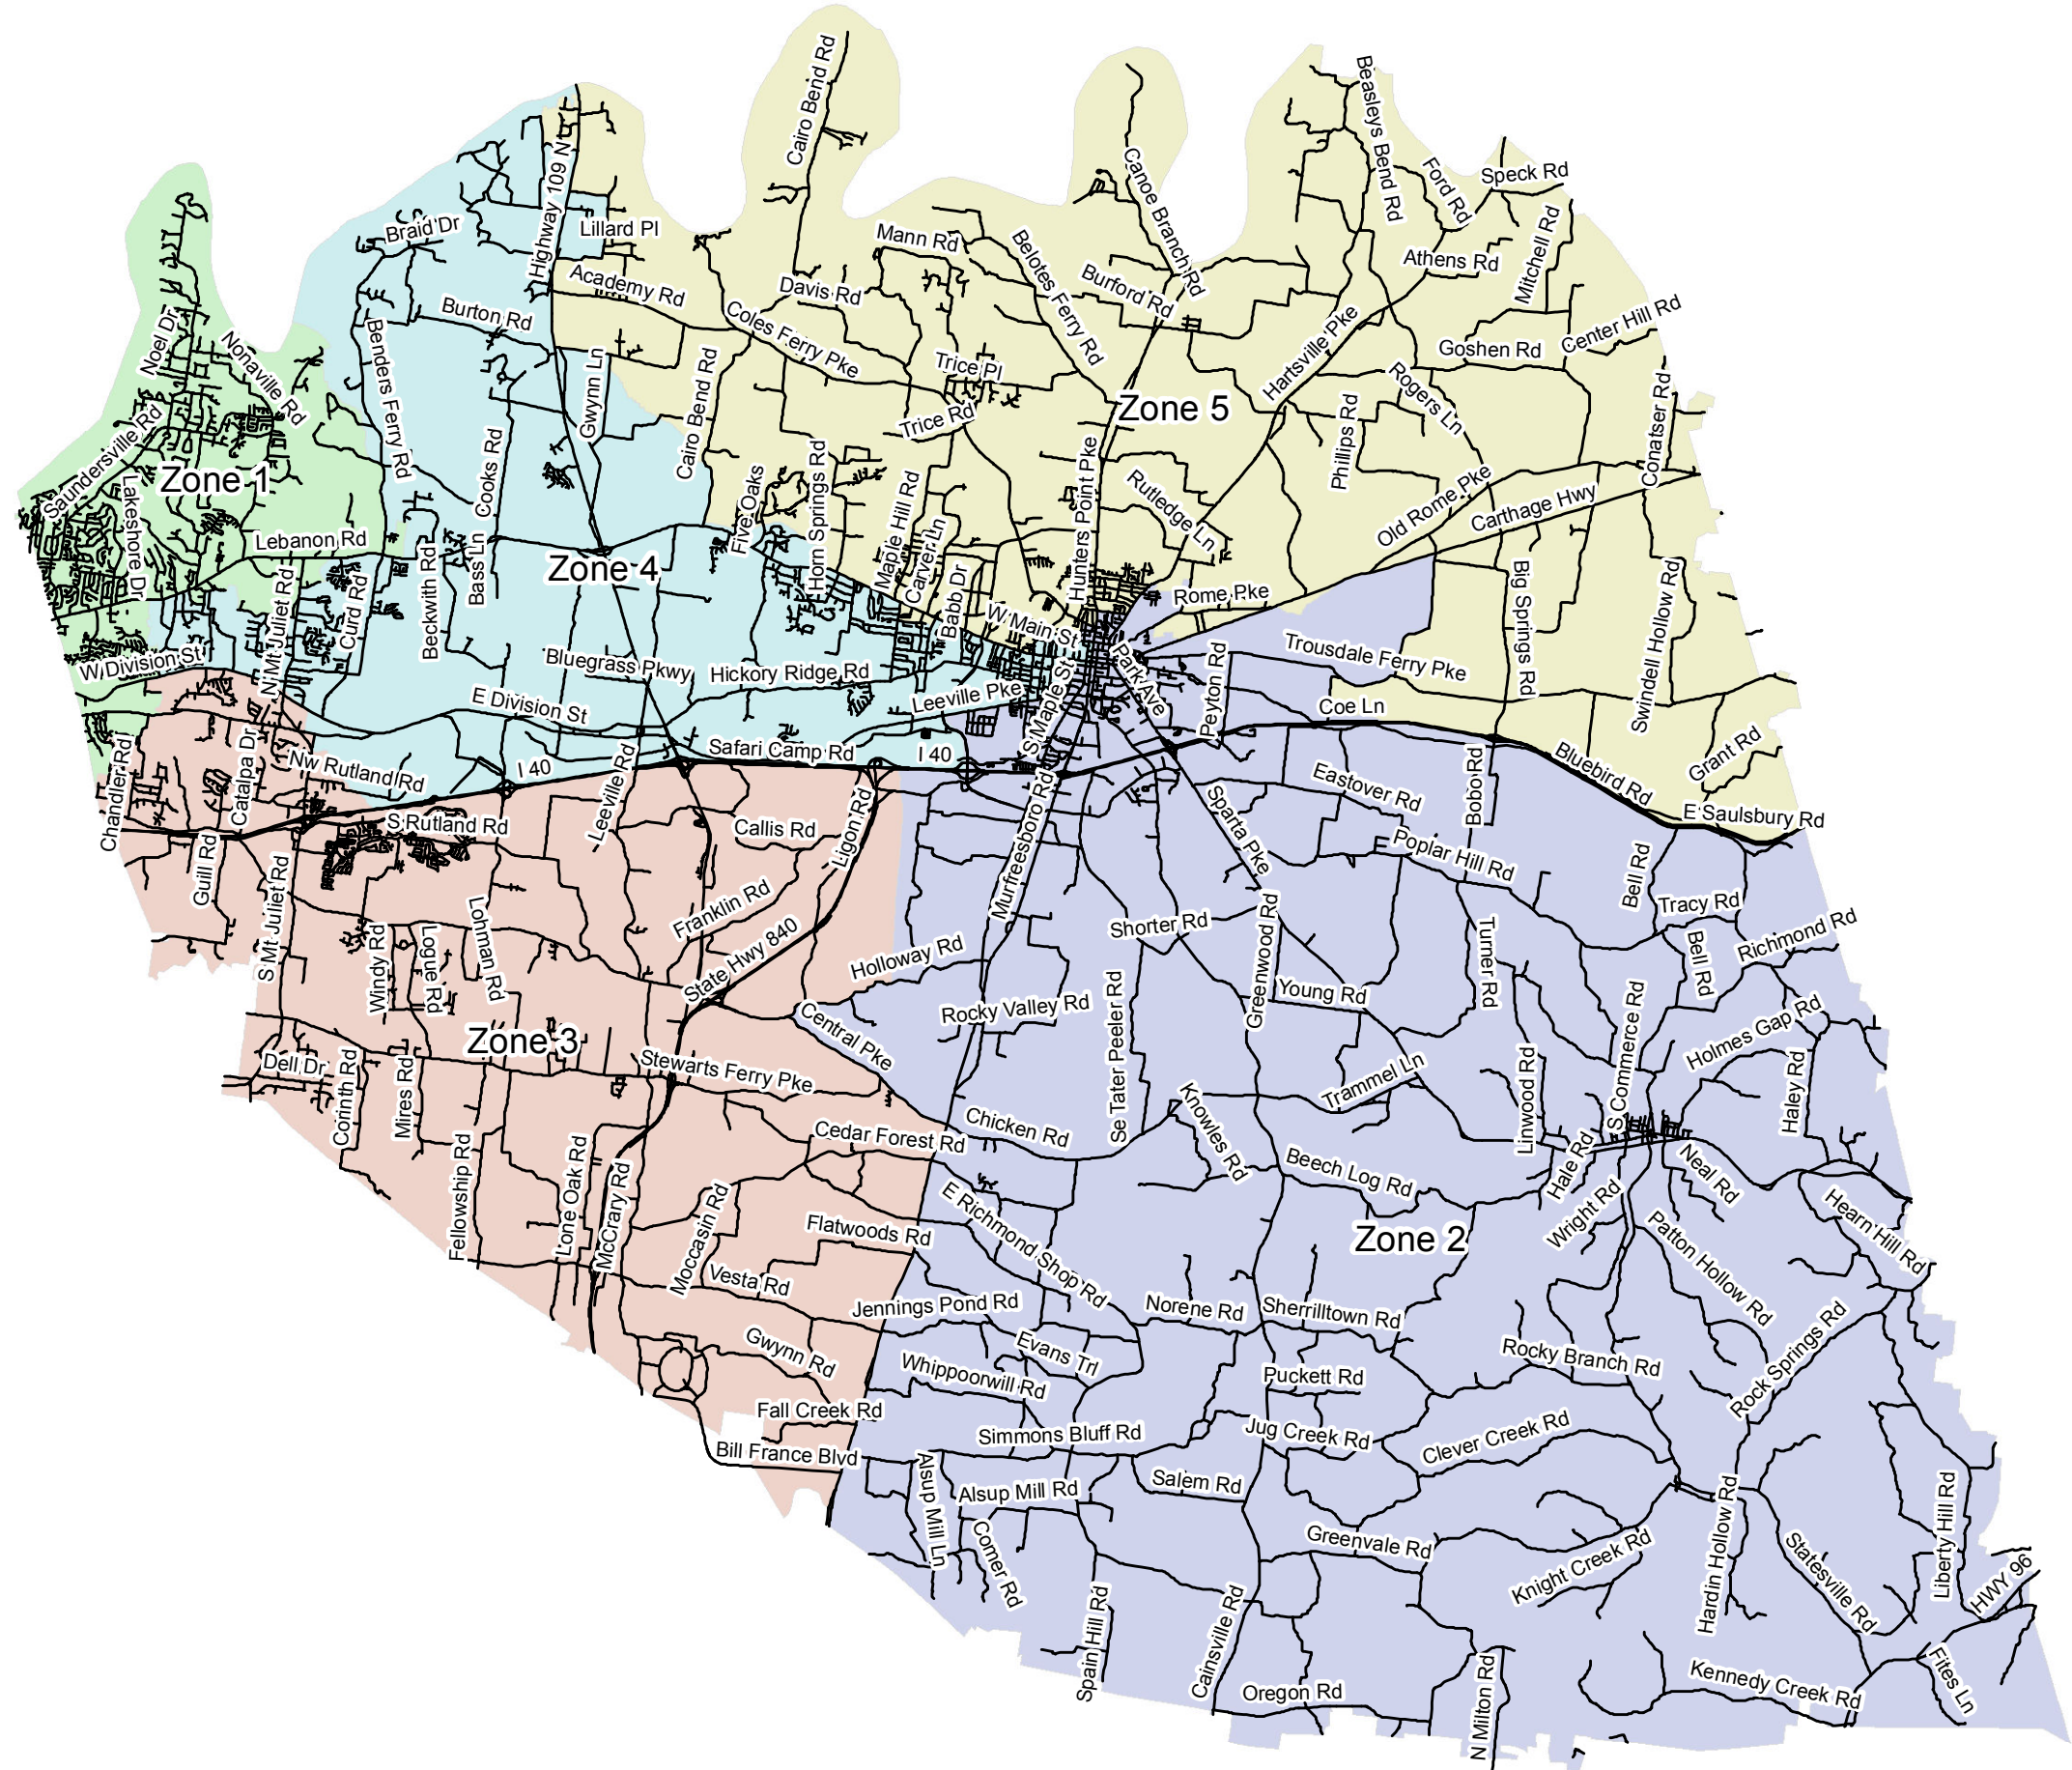 Cairo Bend Rd
Beasleys Bend Rd
Canoe Branch Rd
Ford Rd
Speck Rd
Highway 109 N
Braid Dr
Lillard Pl
Mann Rd
Belotes Ferry Rd
Mitchell Rd
Athens Rd
Academy Rd
Davis Rd
Burford Rd
Burton Rd
Noel Dr
Nonaville Rd
Benders Ferry Rd
Coles Ferry Pke
Hartsville Pke
Center Hill Rd
Goshen Rd
Trice Pl
Gwynn Ln
Cairo Bend Rd
Rogers Ln
Conatser Rd
Zone 5
Trice Rd
Phillips Rd
Saundersville Rd
Zone 1
Cooks Rd
Horn Springs Rd
Five Oaks
Maple Hill Rd
Hunters Point Pke
Rutledge Ln
Old Rome Pke
Carthage Hwy
Lakeshore Dr
Lebanon Rd
Carver Ln
Bass Ln
Zone 4
N Mt Juliet Rd
Curd Rd
Beckwith Rd
Babb Dr
W Main St
Rome Pke
Big Springs Rd
Swindell Hollow Rd
W Division St
Bluegrass Pkwy
Hickory Ridge Rd
Leeville Pke
S Maple St
Park Ave
Peyton Rd
Trousdale Ferry Pke
E Division St
Coe Ln
Chandler Rd
Catalpa Dr
Nw Rutland Rd
I 40
Leeville Rd
Safari Camp Rd
I 40
Bobo Rd
Bluebird Rd
Grant Rd
Eastover Rd
E Saulsbury Rd
S Rutland Rd
Callis Rd
Ligon Rd
Murfreesboro Rd
Sparta Pke
E Poplar Hill Rd
Guill Rd
S Mt Juliet Rd
Bell Rd
Tracy Rd
Franklin Rd
Lohman Rd
Windy Rd
Logan Rd
State Hwy 840
Holloway Rd
Shorter Rd
Greenwood Rd
Turner Rd
Bell Rd
Richmond Rd
Rocky Valley Rd
Se Tater Peeler Rd
Young Rd
S Commerce Rd
Holmes Gap Rd
Central Pke
Zone 3
Dell Dr
Corinth Rd
Mires Rd
Stewarts Ferry Pke
Trammel Ln
Linwood Rd
Haley Rd
Chicken Rd
Cedar Forest Rd
Knowles Rd
Fellowship Rd
Lone Oak Rd
McCrary Rd
Moccasin Rd
Beech Log Rd
Hale Rd
Neal Rd
Wright Rd
E Richmond Shop Rd
Flatwoods Rd
Zone 2
Patton Hollow Rd
Hearn Hill Rd
Vesta Rd
Jennings Pond Rd
Norene Rd
Sherrilltown Rd
Rock Springs Rd
Gwynn Rd
Evans Trl
Whippoorwill Rd
Puckett Rd
Rocky Branch Rd
Fall Creek Rd
Simmons Bluff Rd
Jug Creek Rd
Clever Creek Rd
Bill France Blvd
Alsup Mill Ln
Alsup Mill Rd
Salem Rd
Hardin Hollow Rd
Liberty Hill Rd
Comer Rd
Greenvale Rd
Knight Creek Rd
Statesville Rd
HWY 96
Spain Hill Rd
Cainsville Rd
Oregon Rd
N Milton Rd
Kennedy Creek Rd
Fites Ln